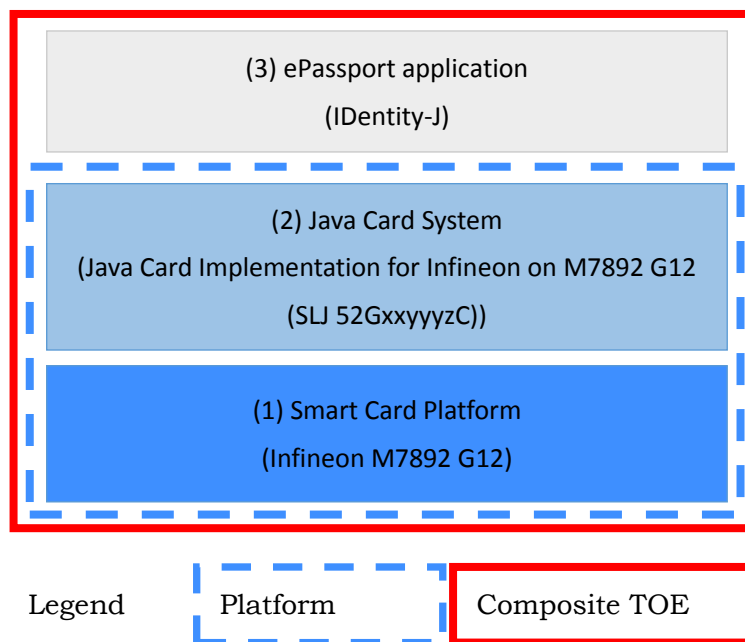 (3) ePassport application
(IDentity-J)
(2) Java Card System
(Java Card Implementation for Infineon on M7892 G12
(SLJ 52GxxyyyzC))
(1) Smart Card Platform
(Infineon M7892 G12)
Legend Platform Composite TOE